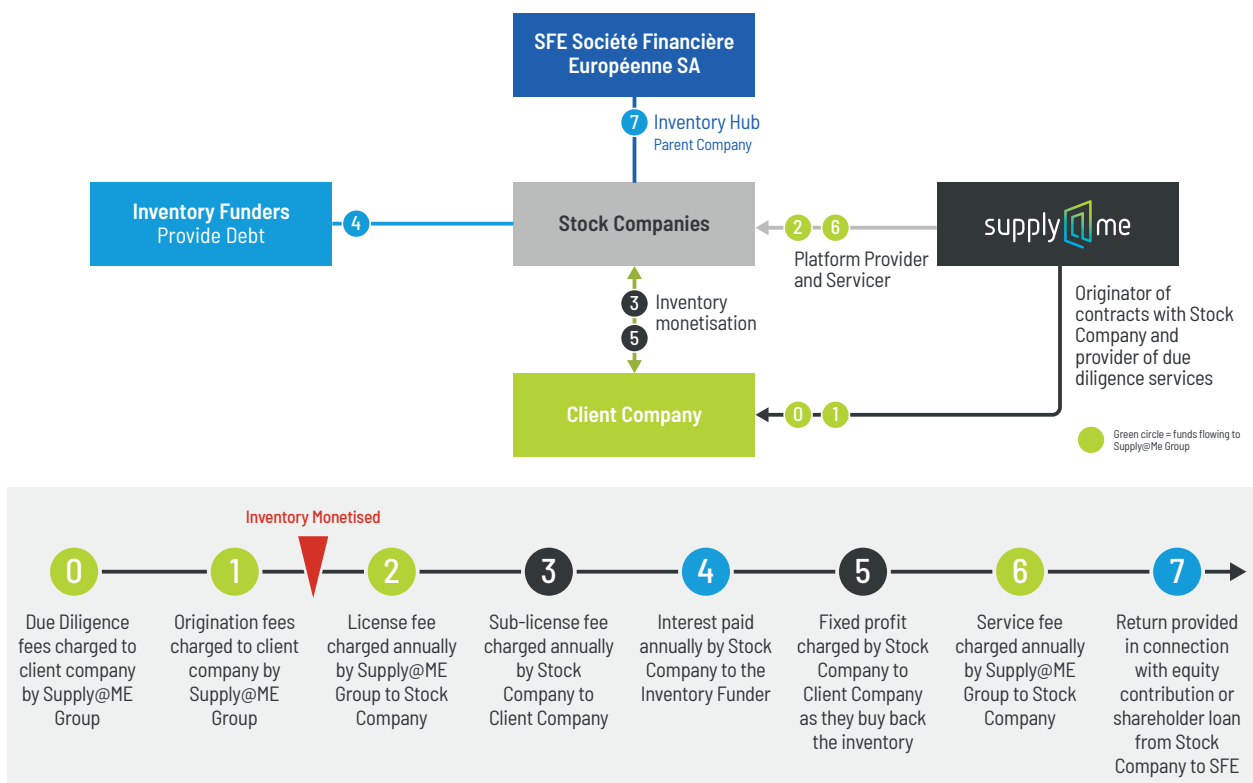 SFE Société Financière
Européenne SA
7
Inventory Hub
Parent Company
Inventory Funders
Provide Debt
4
Stock Companies
2
6
Platform Provider
and Servicer
supply me
3
5
Inventory
monetisation
Originator of
contracts with Stock
Company and
provider of due
diligence services
Client Company
0
1
Green circle = funds flowing to
Supply@Me Group
Inventory Monetised
0
Due Diligence
fees charged to
client company
by Supply@ME
Group
1
Origination fees
charged to client
company by
Supply@ME
Group
2
License fee
charged annually
by Supply@ME
Group to Stock
Company
3
Sub-license fee
charged annually
by Stock
Company to
Client Company
4
Interest paid
annually by Stock
Company to the
Inventory Funder
5
Fixed profit
charged by Stock
Company to
Client Company
as they buy back
the inventory
6
Service fee
charged annually
by Supply@ME
Group to Stock
Company
7
Return provided
in connection
with equity
contribution or
shareholder loan
from Stock
Company to SFE